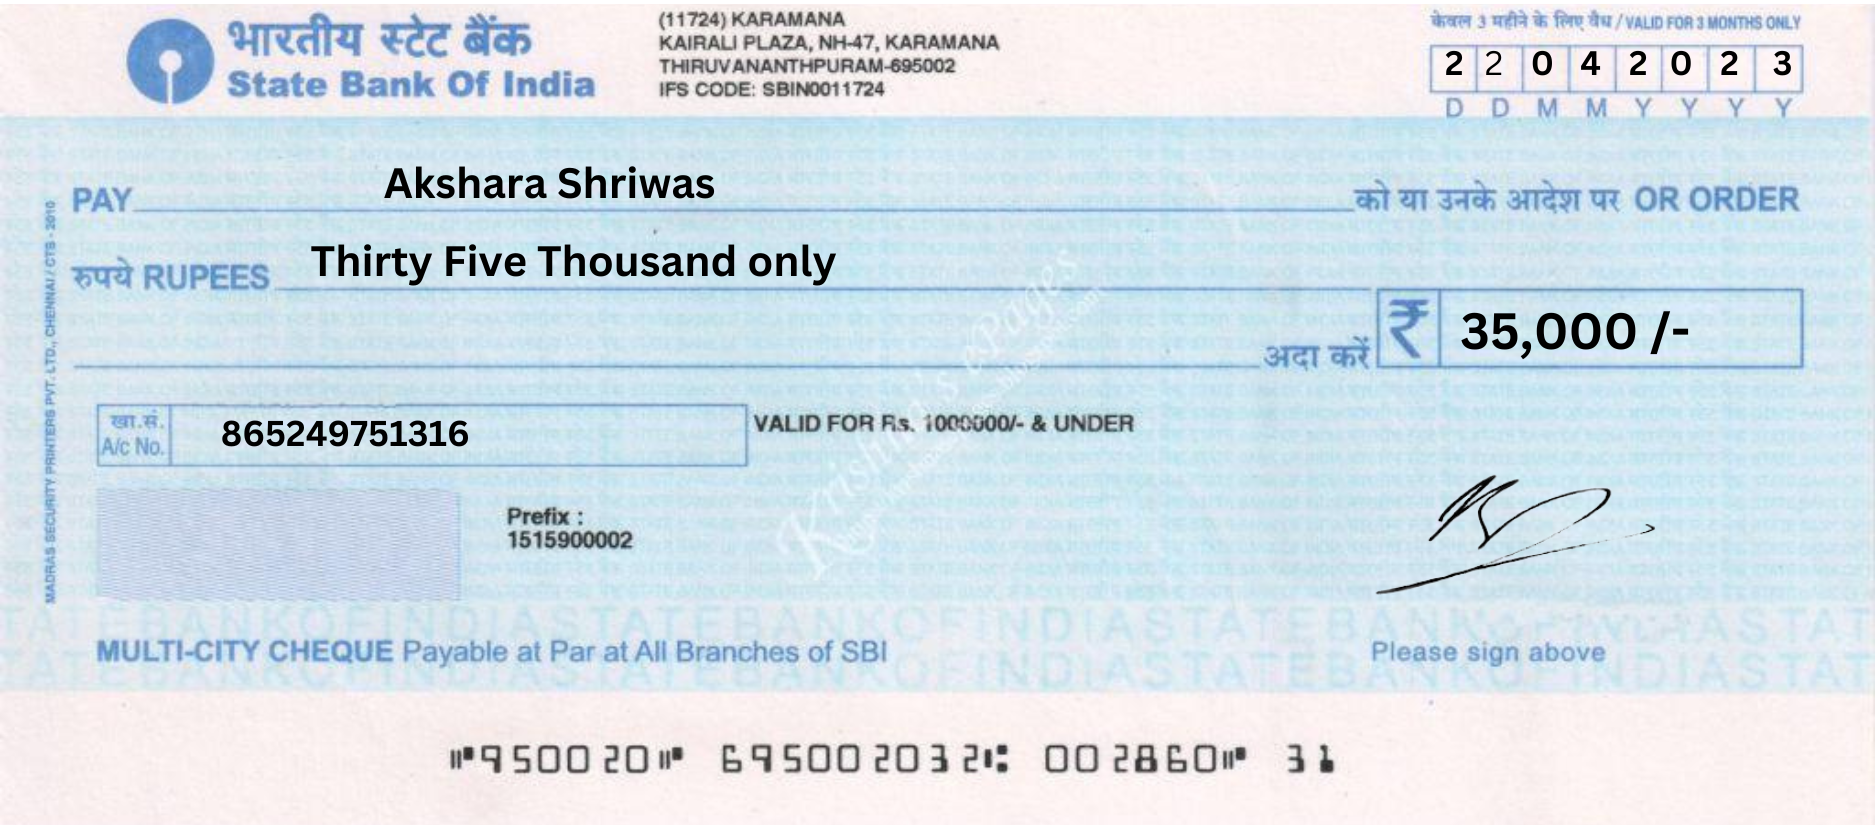 भारतीय स्टेट बैंक
State Bank Of India
(11724) KARAMANA
KAIRALI PLAZA, NH-47, KARAMANA
THIRUVANANTHPURAM-695002
IFS CODE: SBIN0011724
केवल 3 महीने के लिए वैध / VALID FOR 3 MONTHS ONLY
2 2 0 4 2 0 2 3
D D M M Y Y Y Y
PAY Akshara Shriwas को या उनके आदेश पर OR ORDER
रुपये RUPEES Thirty Five Thousand only
अदा करें ₹ 35,000 /-
खा.सं.
A/c No. 865249751316
VALID FOR Rs. 1000000/- & UNDER
Prefix :
1515900002
MADRAS SECURITY PRINTERS PVT. LTD., CHENNAI / CTS - 2010
MULTI-CITY CHEQUE Payable at Par at All Branches of SBI
Please sign above
⑈950020⑈ 695002032⑆ 002860⑈ 31